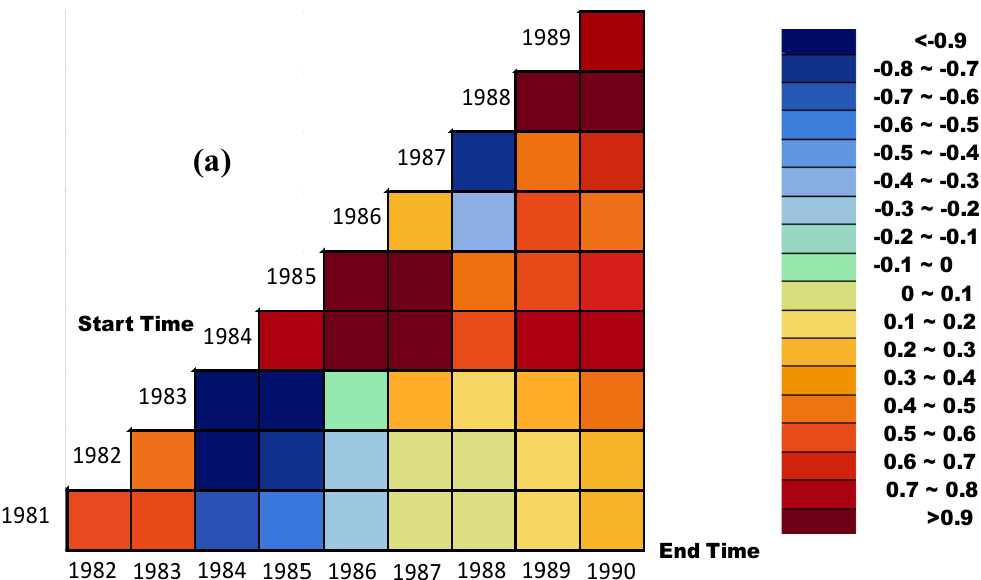 1989
<-0.9
-0.8 ~ -0.7
1988
-0.7 ~ -0.6
-0.6 ~ -0.5
(a)
1987
-0.5 ~ -0.4
-0.4 ~ -0.3
1986
-0.3 ~ -0.2
-0.2 ~ -0.1
1985
-0.1 ~ 0
0 ~ 0.1
Start Time
1984
0.1 ~ 0.2
0.2 ~ 0.3
1983
0.3 ~ 0.4
0.4 ~ 0.5
1982
0.5 ~ 0.6
0.6 ~ 0.7
0.7 ~ 0.8
1981
>0.9
End Time
1982 1983 1984 1985 1986 1987 1988 1989 1990